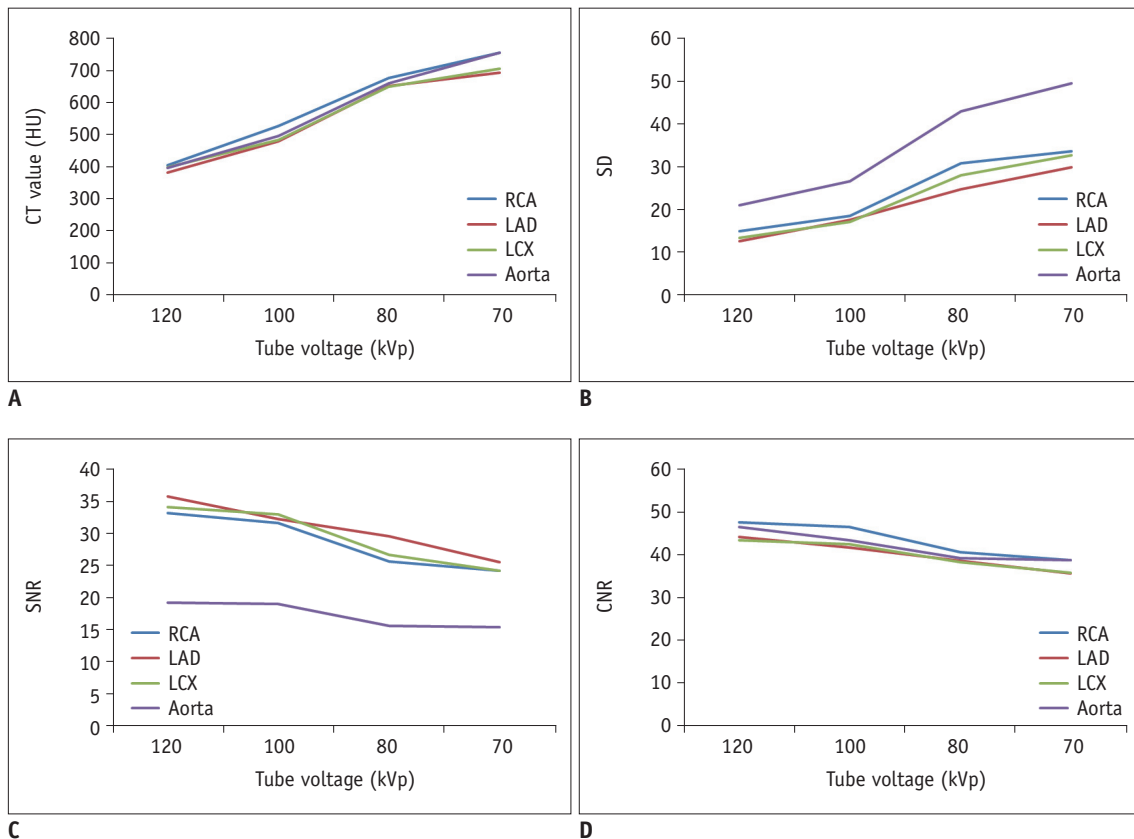 800
700
600
500
400
300
200
100
0
CT value (HU)
RCA
LAD
LCX
Aorta
120 100 80 70
Tube voltage (kVp)
A
60
50
40
30
20
10
0
SD
RCA
LAD
LCX
Aorta
120 100 80 70
Tube voltage (kVp)
B
40
35
30
25
20
15
10
5
0
SNR
RCA
LAD
LCX
Aorta
120 100 80 70
Tube voltage (kVp)
C
60
50
40
30
20
10
0
CNR
RCA
LAD
LCX
Aorta
120 100 80 70
Tube voltage (kVp)
D